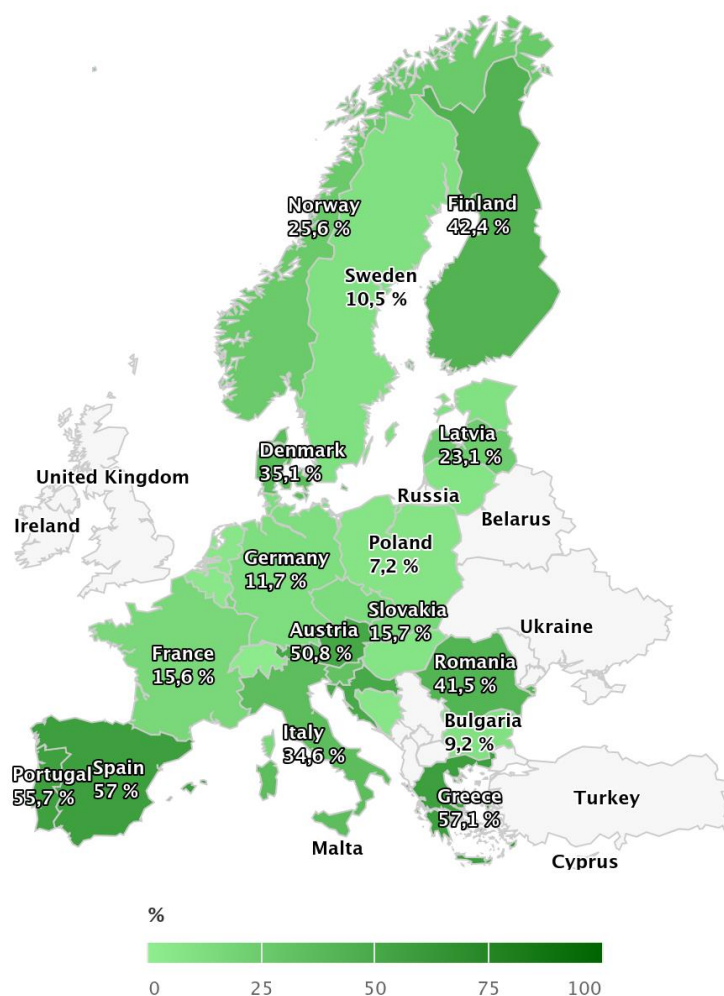 Norway
25,6 %
Finland
42,4 %
Sweden
10,5 %
Denmark
35,1 %
Latvia
23,1 %
United Kingdom
Ireland
Russia
Belarus
Germany
11,7 %
Poland
7,2 %
Slovakia
15,7 %
Ukraine
Austria
50,8 %
France
15,6 %
Romania
41,5 %
Bulgaria
9,2 %
Italy
34,6 %
Portugal
55,7 %
Spain
57 %
Greece
57,1 %
Turkey
Malta
Cyprus
%
0 25 50 75 100